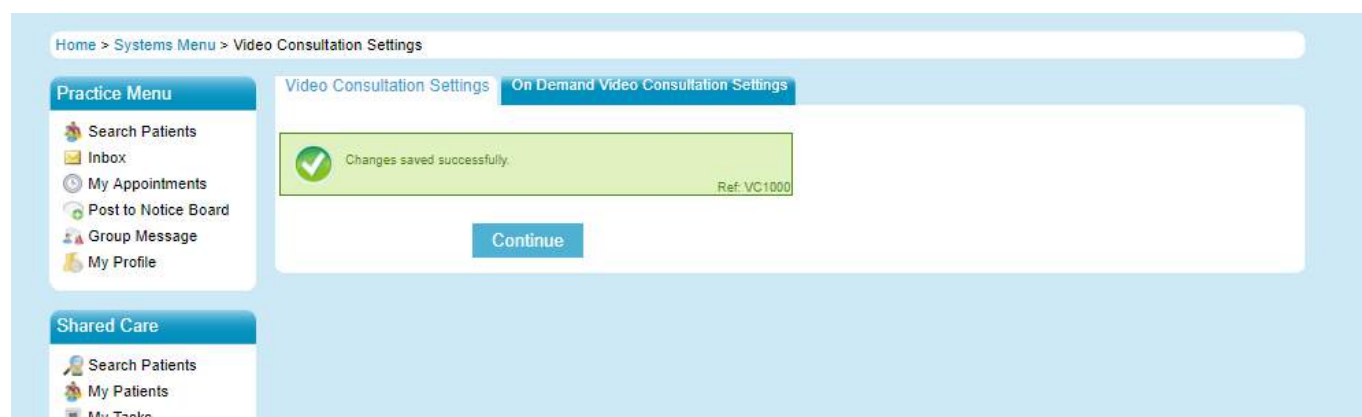 Home > Systems Menu > Video Consultation Settings
Practice Menu
Search Patients
Inbox
My Appointments
Post to Notice Board
Group Message
My Profile
Shared Care
Search Patients
My Patients
My Tasks
Video Consultation Settings
On Demand Video Consultation Settings
Changes saved successfully.
Ref: VC1000
Continue